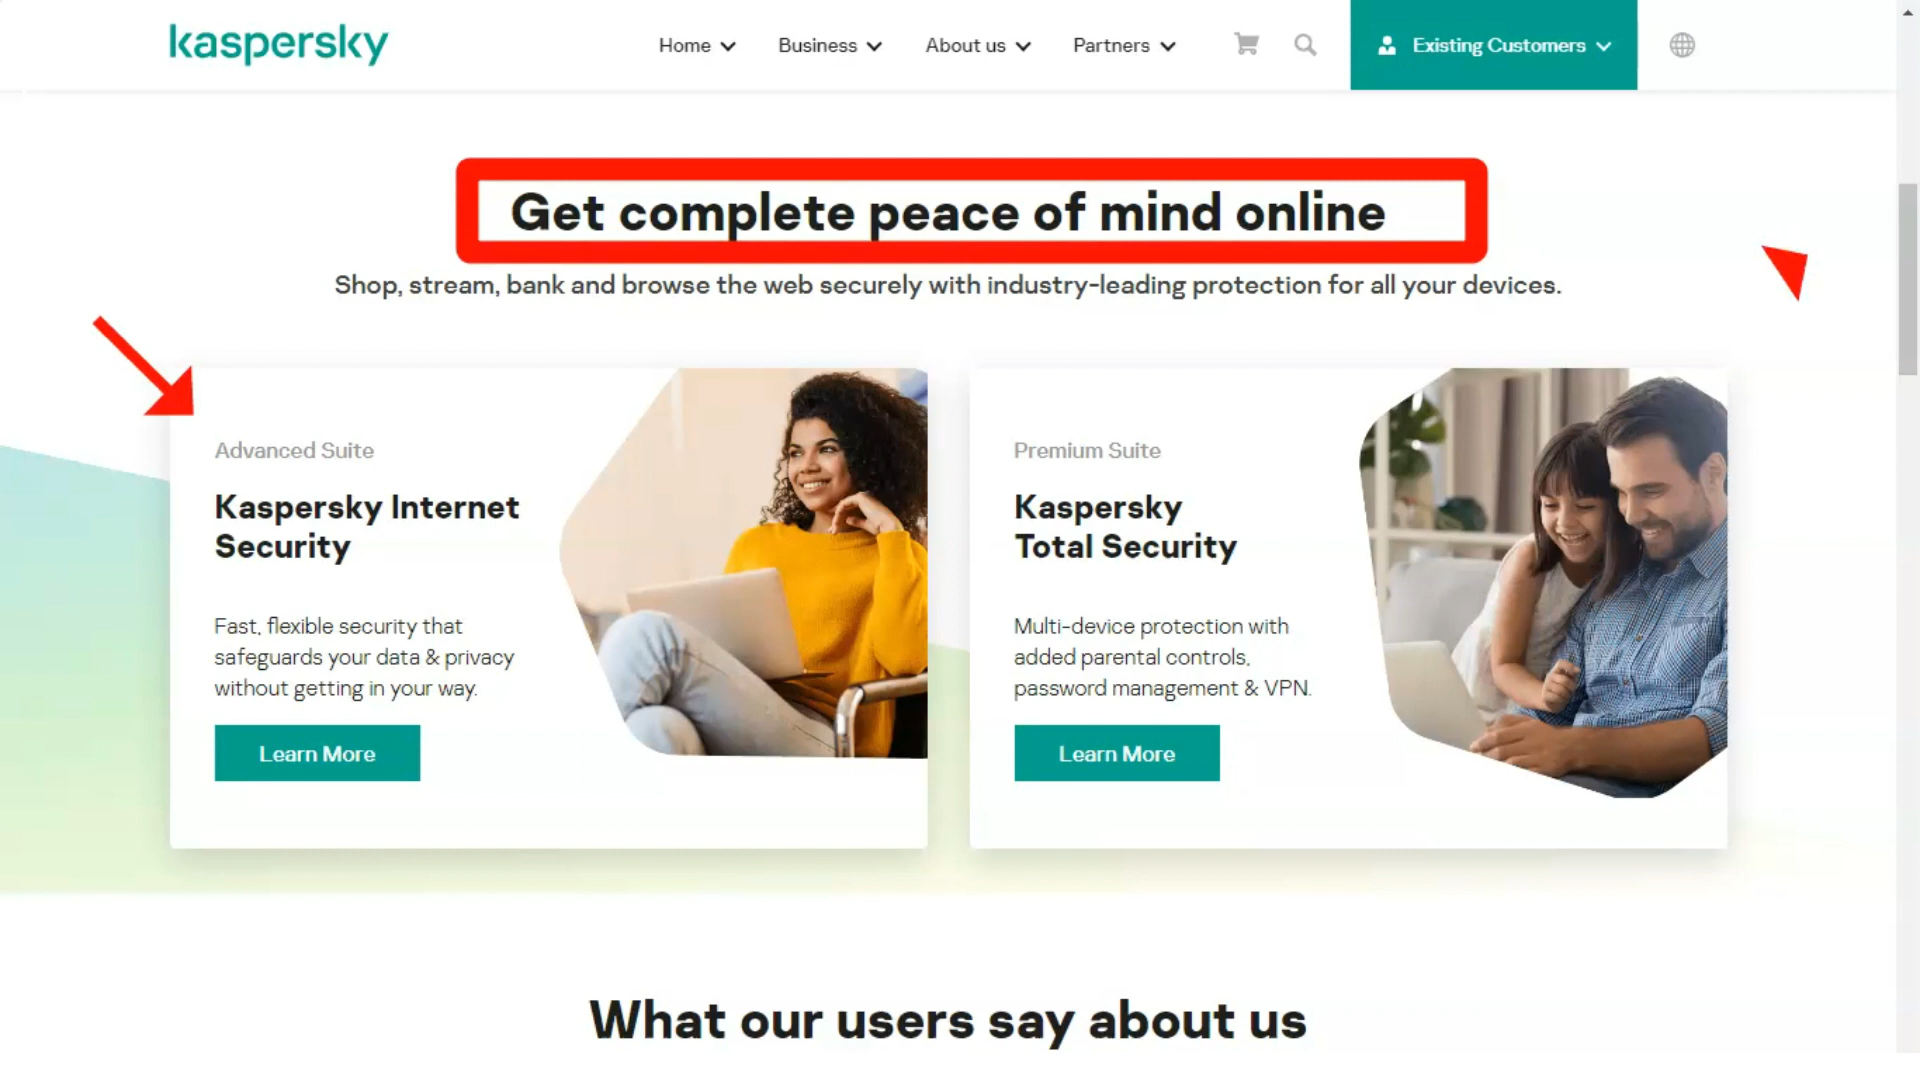 kaspersky
Home
Business
About us
Partners
Existing Customers
Get complete peace of mind online
Shop, stream, bank and browse the web securely with industry-leading protection for all your devices.
Advanced Suite
Kaspersky Internet
Security
Fast, flexible security that
safeguards your data & privacy
without getting in your way.
Learn More
Premium Suite
Kaspersky
Total Security
Multi-device protection with
added parental controls,
password management & VPN.
Learn More
What our users say about us